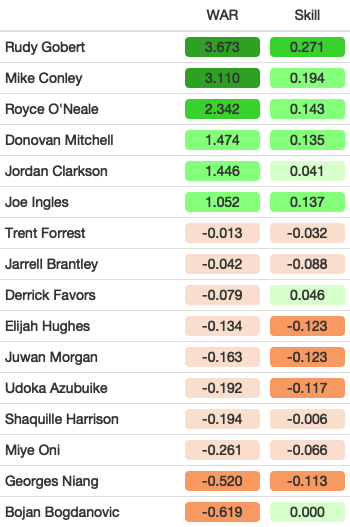 WAR Skill
Rudy Gobert 3.673 0.271
Mike Conley 3.110 0.194
Royce O'Neale 2.342 0.143
Donovan Mitchell 1.474 0.135
Jordan Clarkson 1.446 0.041
Joe Ingles 1.052 0.137
Trent Forrest -0.013 -0.032
Jarrell Brantley -0.042 -0.088
Derrick Favors -0.079 0.046
Elijah Hughes -0.134 -0.123
Juwan Morgan -0.163 -0.123
Udoka Azubuike -0.192 -0.117
Shaquille Harrison -0.194 -0.006
Miye Oni -0.261 -0.066
Georges Niang -0.520 -0.113
Bojan Bogdanovic -0.619 0.000